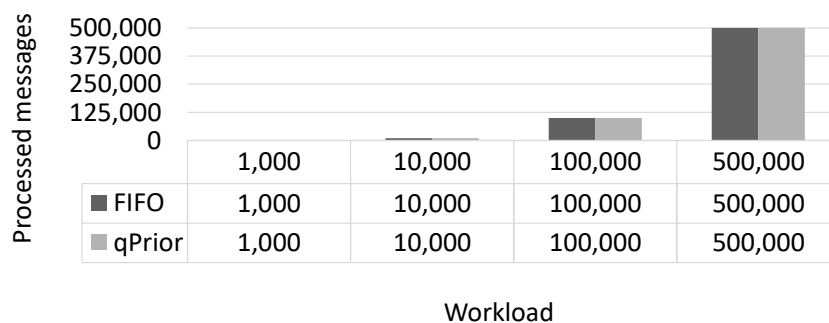 Processed messages
500,000
375,000
250,000
125,000
0
1,000 10,000 100,000 500,000
FIFO 1,000 10,000 100,000 500,000
qPrior 1,000 10,000 100,000 500,000
Workload